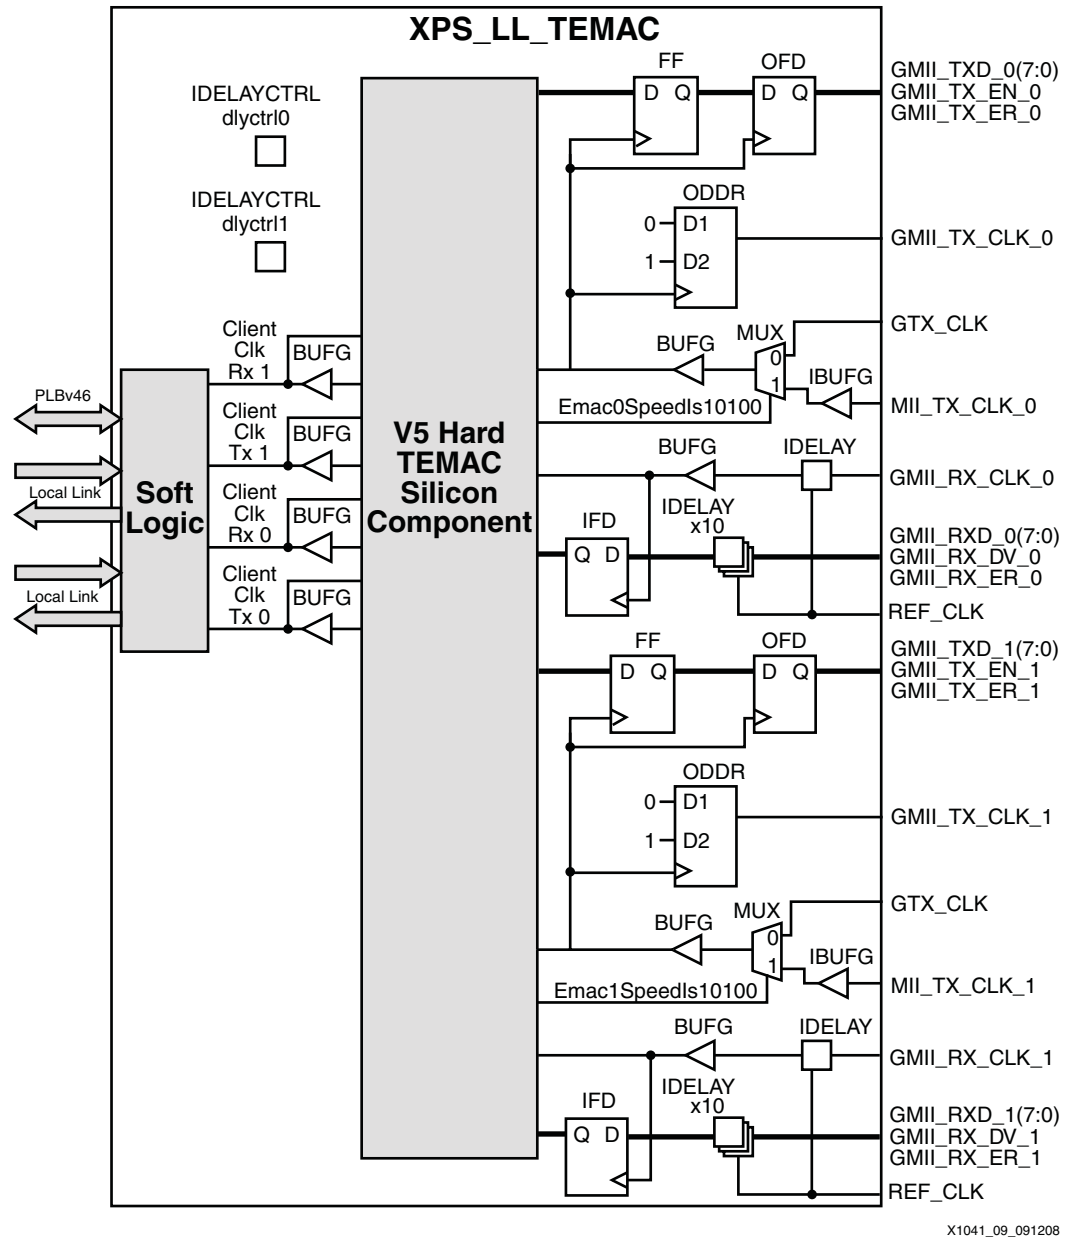 XPS_LL_TEMAC
IDELAYCTRL
dlyctrl0
IDELAYCTRL
dlyctrl1
Client
Clk
Rx 1
BUFG
Client
Clk
Tx 1
BUFG
Client
Clk
Rx 0
BUFG
Client
Clk
Tx 0
BUFG
PLBv46
Local Link
Local Link
Soft
Logic
V5 Hard
TEMAC
Silicon
Component
FF
D Q
OFD
D Q
GMII_TXD_0(7:0)
GMII_TX_EN_0
GMII_TX_ER_0
ODDR
0 D1
1 D2
GMII_TX_CLK_0
GTX_CLK
MUX
0
1
BUFG
IBUFG
MII_TX_CLK_0
Emac0SpeedIs10100
BUFG
IDELAY
GMII_RX_CLK_0
IFD
Q D
IDELAY
x10
GMII_RXD_0(7:0)
GMII_RX_DV_0
GMII_RX_ER_0
REF_CLK
FF
D Q
OFD
D Q
GMII_TXD_1(7:0)
GMII_TX_EN_1
GMII_TX_ER_1
ODDR
0 D1
1 D2
GMII_TX_CLK_1
GTX_CLK
MUX
0
1
BUFG
IBUFG
MII_TX_CLK_1
Emac1SpeedIs10100
BUFG
IDELAY
GMII_RX_CLK_1
IFD
Q D
IDELAY
x10
GMII_RXD_1(7:0)
GMII_RX_DV_1
GMII_RX_ER_1
REF_CLK
X1041_09_091208